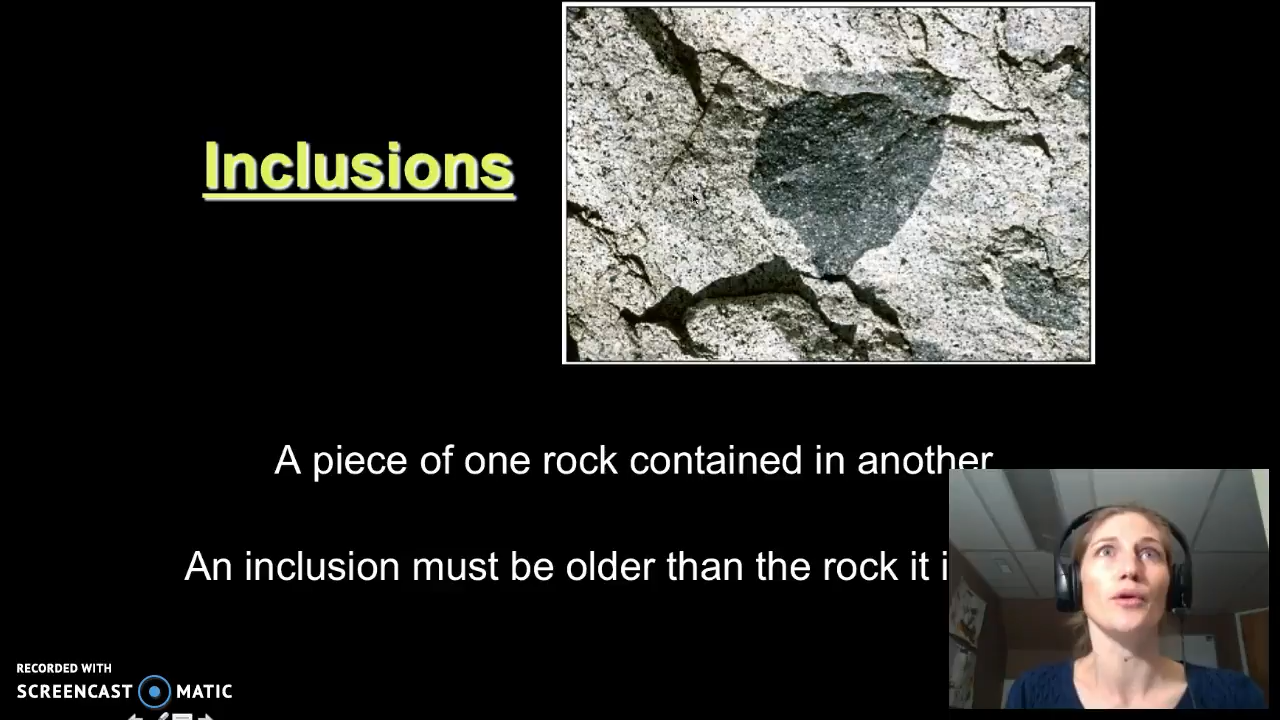 Inclusions
A piece of one rock contained in another
An inclusion must be older than the rock it
RECORDED WITH
SCREENCAST MATIC